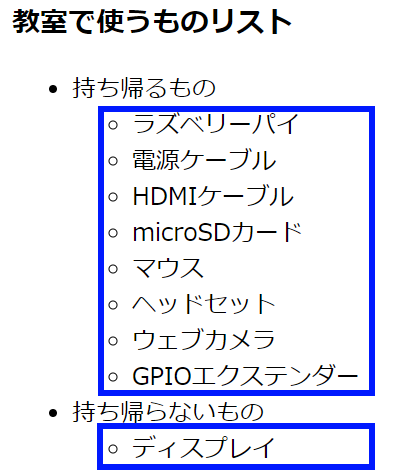 教室で使うものリスト
持ち帰るもの
ラズベリーパイ
電源ケーブル
HDMIケーブル
microSDカード
マウス
ヘッドセット
ウェブカメラ
GPIOエクステンダー
持ち帰らないもの
ディスプレイ